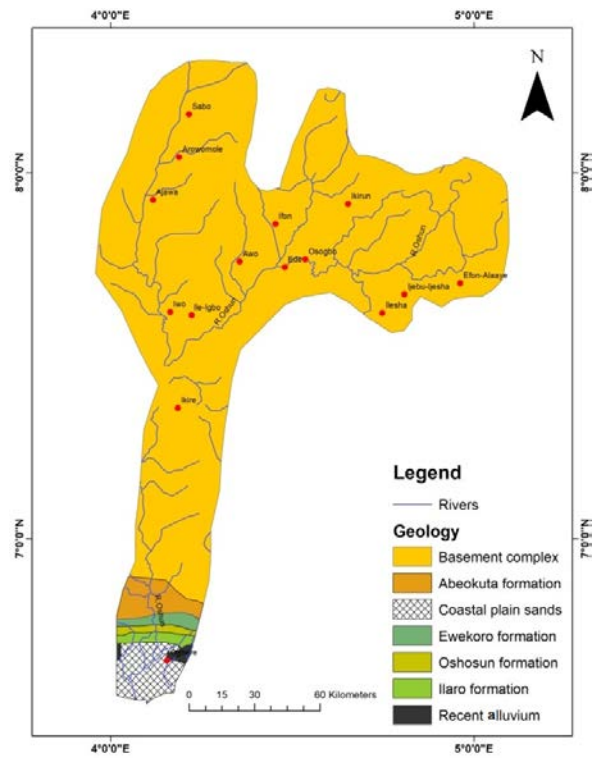 4°0'0"E 5°0'0"E
N
8°0'0"N 8°0'0"N
7°0'0"N 7°0'0"N
Sabo
Arowomole
Ajawa
Ikirun
Ifon
Awo
Ede
Osogbo
R.Oshun
Efon-Alaaye
Ijebu-Ijesha
Ilesha
Iwo
Ile-Igbo
R.Oshun
Ikire
R.Oshun
Legend
Rivers
Geology
Basement complex
Abeokuta formation
Coastal plain sands
Ewekoro formation
Oshosun formation
Ilaro formation
Recent alluvium
0 15 30 60 Kilometers
4°0'0"E 5°0'0"E